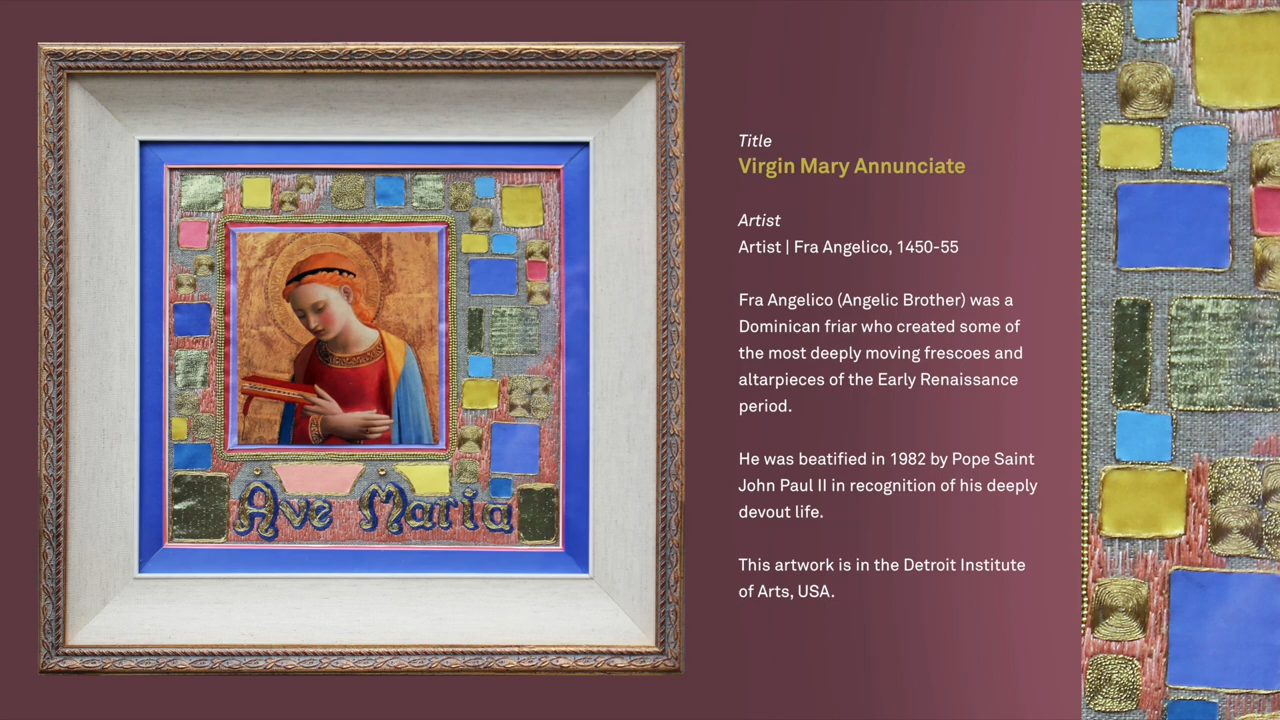 Ave Maria
Title
Virgin Mary Annunciate
Artist
Artist | Fra Angelico, 1450-55
Fra Angelico (Angelic Brother) was a
Dominican friar who created some of
the most deeply moving frescoes and
altarpieces of the Early Renaissance
period.
He was beatified in 1982 by Pope Saint
John Paul II in recognition of his deeply
devout life.
This artwork is in the Detroit Institute
of Arts, USA.